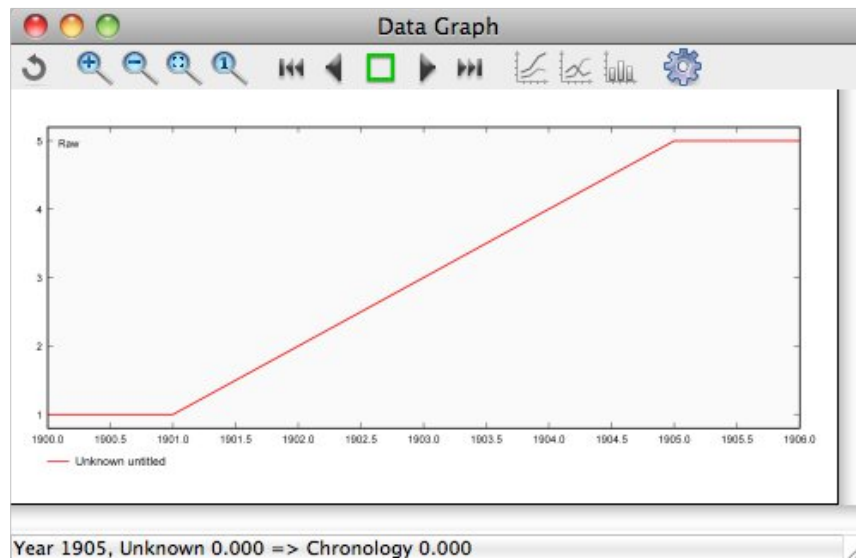 Data Graph
1
5
Raw
4
3
2
1
1900.0 1900.5 1901.0 1901.5 1902.0 1902.5 1903.0 1903.5 1904.0 1904.5 1905.0 1905.5 1906.0
Unknown untitled
Year 1905, Unknown 0.000 => Chronology 0.000